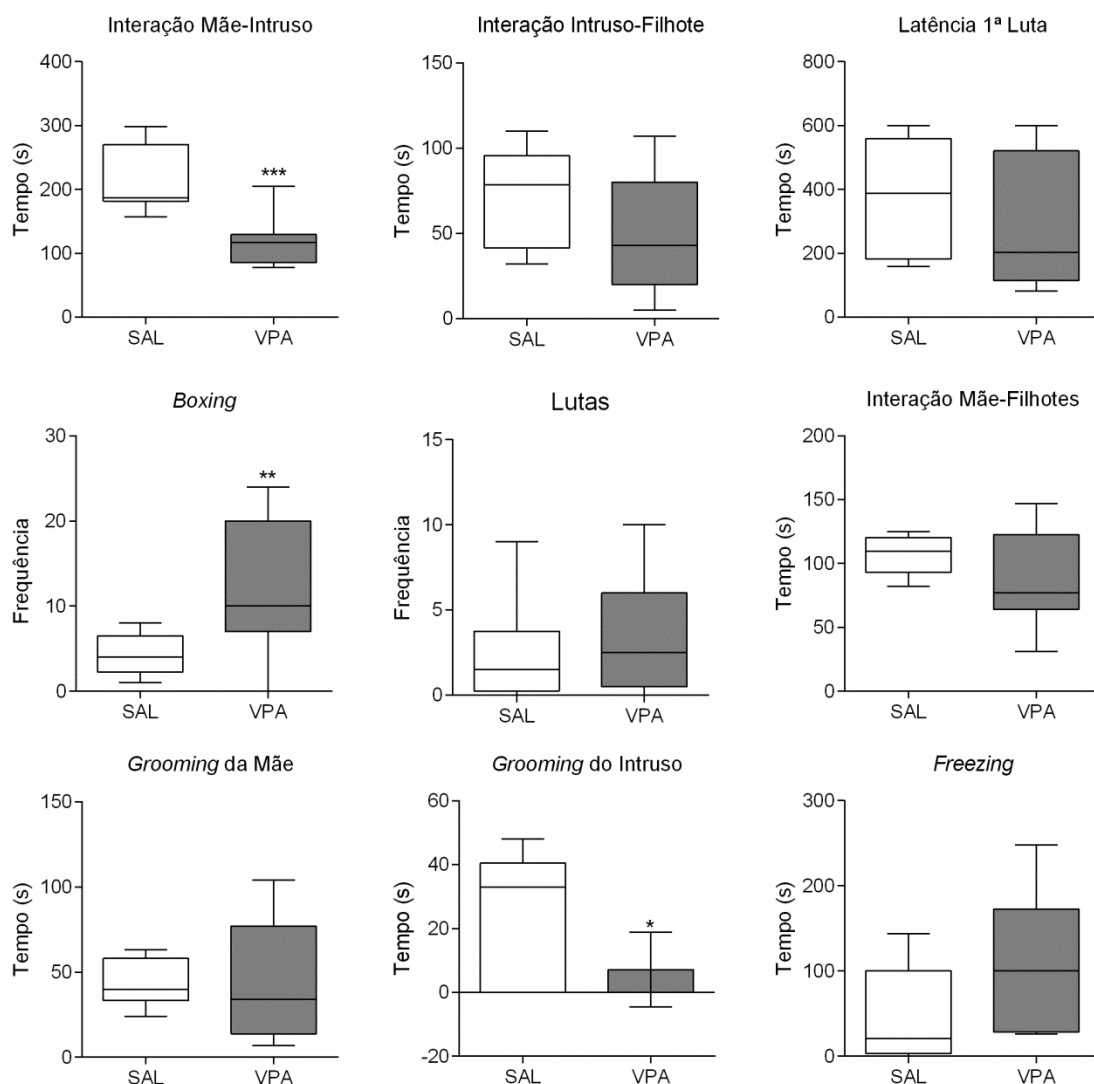 Interação Mãe-Intruso
Tempo (s)
400
300
200
100
0
***
SAL VPA
Interação Intruso-Filhote
Tempo (s)
150
100
50
0
SAL VPA
Latência 1ª Luta
Tempo (s)
800
600
400
200
0
SAL VPA
Boxing
Frequência
30
20
10
0
**
SAL VPA
Lutas
Frequência
15
10
5
0
SAL VPA
Interação Mãe-Filhotes
Tempo (s)
200
150
100
50
0
SAL VPA
Grooming da Mãe
Tempo (s)
150
100
50
0
SAL VPA
Grooming do Intruso
Tempo (s)
60
40
20
0
-20
*
SAL VPA
Freezing
Tempo (s)
300
200
100
0
SAL VPA